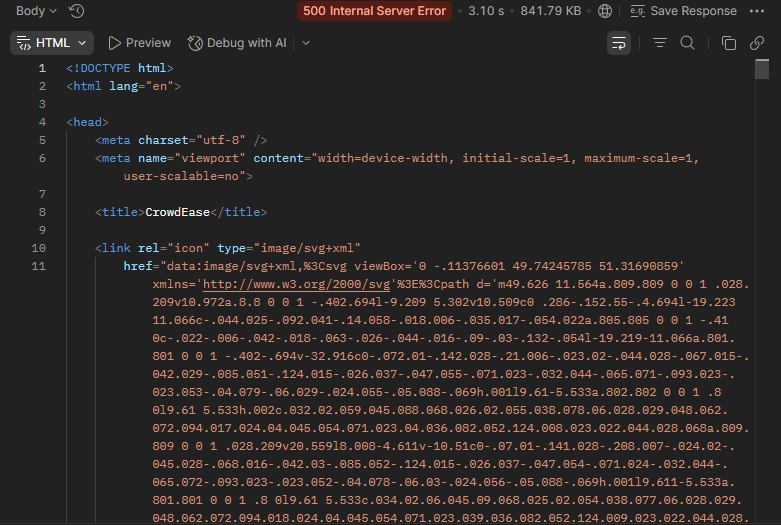 Body 500 Internal Server Error • 3.10 s • 841.79 KB e.g. Save Response
HTML Preview Debug with AI
1 <!DOCTYPE html>
2 <html lang="en">
3
4 <head>
5 <meta charset="utf-8" />
6 <meta name="viewport" content="width=device-width, initial-scale=1, maximum-scale=1,
user-scalable=no">
7
8 <title>CrowdEase</title>
9
10 <link rel="icon" type="image/svg+xml"
11 href="data:image/svg+xml,%3Csvg viewBox='0 -.11376601 49.74245785 51.31690859'
xmlns='http://www.w3.org/2000/svg'%3E%3Cpath d='m49.626 11.564a.809.809 0 0 1 .028.
209v10.972a.8.8 0 0 1 -.402.694l-9.209 5.302v10.509c0 .286-.152.55-.4.694l-19.223
11.066c-.044.025-.092.041-.14.058-.018.006-.035.017-.054.022a.805.805 0 0 1 -.41
0c-.022-.006-.042-.018-.063-.026-.044-.016-.09-.03-.132-.054l-19.219-11.066a.801.
801 0 0 1 -.402-.694v-32.916c0-.072.01-.142.028-.21.006-.023.02-.044.028-.067.015-.
042.029-.085.051-.124.015-.026.037-.047.055-.071.023-.032.044-.065.071-.093.023-.
023.053-.04.079-.06.029-.024.055-.05.088-.069h.001l9.61-5.533a.802.802 0 0 1 .8
0l9.61 5.533h.002c.032.02.059.045.088.068.026.02.055.038.078.06.028.029.048.062.
072.094.017.024.04.045.054.071.023.04.036.082.052.124.008.023.022.044.028.068a.809.
809 0 0 1 .028.209v20.559l8.008-4.611v-10.51c0-.07.01-.141.028-.208.007-.024.02-.
045.028-.068.016-.042.03-.085.052-.124.015-.026.037-.047.054-.071.024-.032.044-.
065.072-.093.023-.023.052-.04.078-.06.03-.024.056-.05.088-.069h.001l9.611-5.533a.
801.801 0 0 1 .8 0l9.61 5.533c.034.02.06.045.09.068.025.02.054.038.077.06.028.029.
048.062.072.094.018.024.04.045.054.071.023.039.036.082.052.124.009.023.022.044.028.